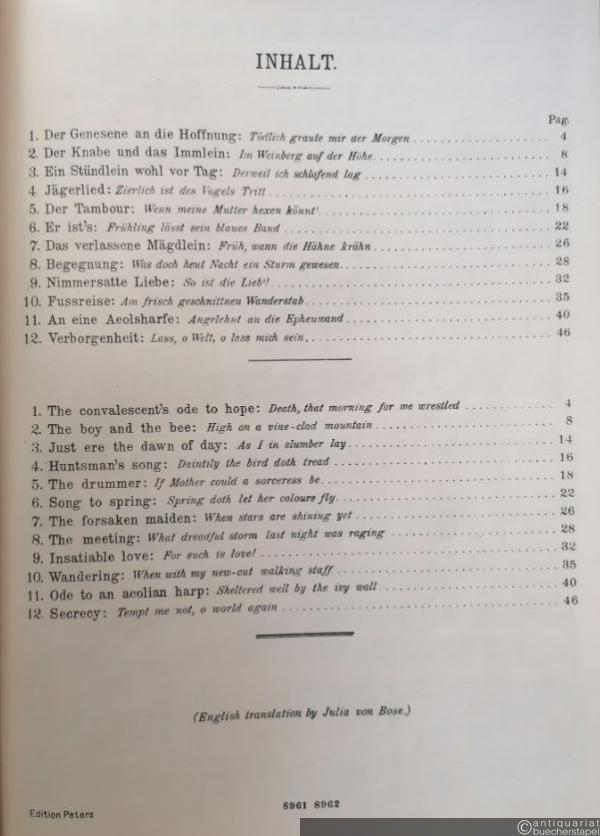 INHALT.
Pag.
1. Der Genesene an die Hoffnung: Tödlich graute mir der Morgen 4
2. Der Knabe und das Immlein: Im Weinberg auf der Höhe 8
3. Ein Stündlein wohl vor Tag: Derweil ich schlafend lag 14
4. Jägerlied: Zierlich ist des Vogels Tritt 16
5. Der Tambour: Wenn meine Mutter hexen könnt' 18
6. Er ist's: Frühling lässt sein blaues Band 22
7. Das verlassene Mägdlein: Früh, wann die Hähne krähn 26
8. Begegnung: Was doch heut Nacht ein Sturm gewesen 28
9. Nimmersatte Liebe: So ist die Lieb'! 32
10. Fussreise: Am frisch geschnittnen Wanderstab 35
11. An eine Aeolsharfe: Angelehnt an die Epheuwand 40
12. Verborgenheit: Lass, o Welt, o lass mich sein 46
1. The convalescent's ode to hope: Death, that morning for me wrestled 4
2. The boy and the bee: High on a vine-clad mountain 8
3. Just ere the dawn of day: As I in slumber lay 14
4. Huntsman's song: Daintily the bird doth tread 16
5. The drummer: If Mother could a sorceress be 18
6. Song to spring: Spring doth let her colours fly 22
7. The forsaken maiden: When stars are shining yet 26
8. The meeting: What dreadful storm last night was raging 28
9. Insatiable love: For such is love! 32
10. Wandering: When with my new-cut walking staff 35
11. Ode to an aeolian harp: Sheltered well by the ivy wall 40
12. Secrecy: Tempt me not, o world again 46
(English translation by Julia von Bose.)
8961 8962
Edition Peters
©antiquariat
buecherstapel